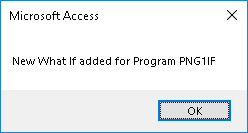 Microsoft Access
New What If added for Program PNG1IF
OK